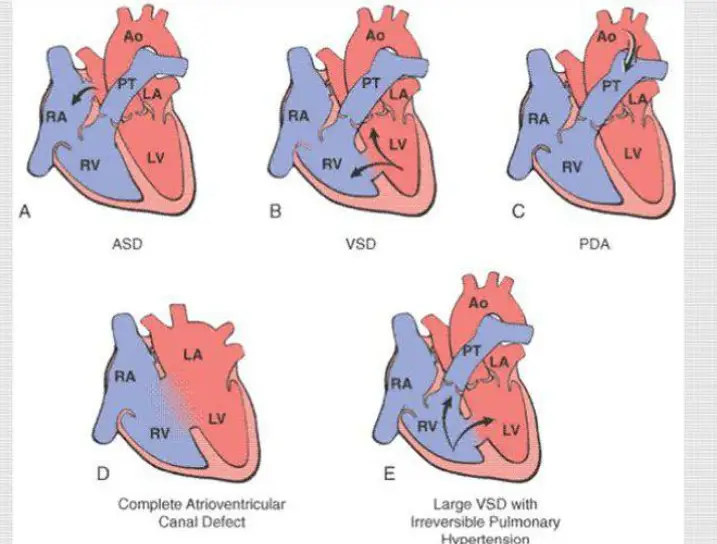 Ao
PT
LA
RA
RV
LV
A
ASD
Ao
PT
LA
RA
RV
LV
B
VSD
Ao
PT
LA
RA
RV
LV
C
PDA
LA
RA
RV
LV
D
Complete Atrioventricular
Canal Defect
Ao
PT
LA
RA
RV
LV
E
Large VSD with
Irreversible Pulmonary
Hypertension